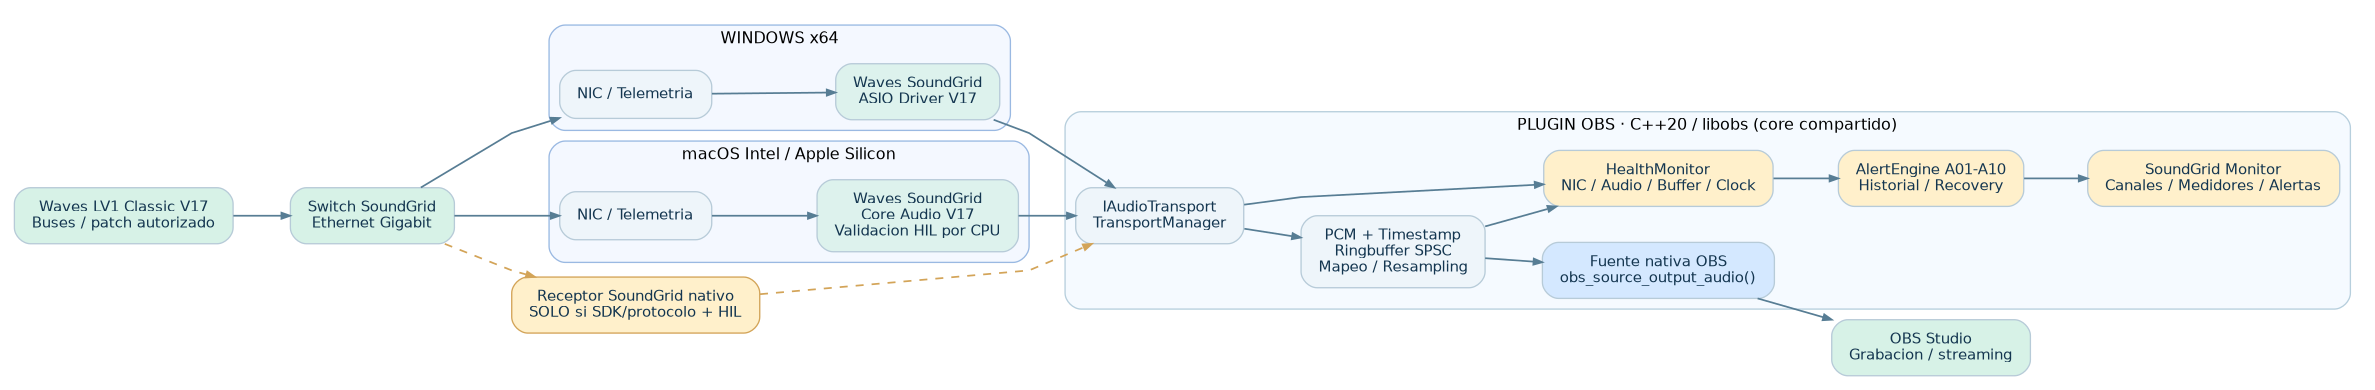 WINDOWS x64
NIC / Telemetria
Waves SoundGrid
ASIO Driver V17
macOS Intel / Apple Silicon
NIC / Telemetria
Waves SoundGrid
Core Audio V17
Validacion HIL por CPU
Waves LV1 Classic V17
Buses / patch autorizado
Switch SoundGrid
Ethernet Gigabit
Receptor SoundGrid nativo
SOLO si SDK/protocolo + HIL
PLUGIN OBS · C++20 / libobs (core compartido)
IAudioTransport
TransportManager
PCM + Timestamp
Ringbuffer SPSC
Mapeo / Resampling
HealthMonitor
NIC / Audio / Buffer / Clock
AlertEngine A01-A10
Historial / Recovery
SoundGrid Monitor
Canales / Medidores / Alertas
Fuente nativa OBS
obs_source_output_audio()
OBS Studio
Grabacion / streaming